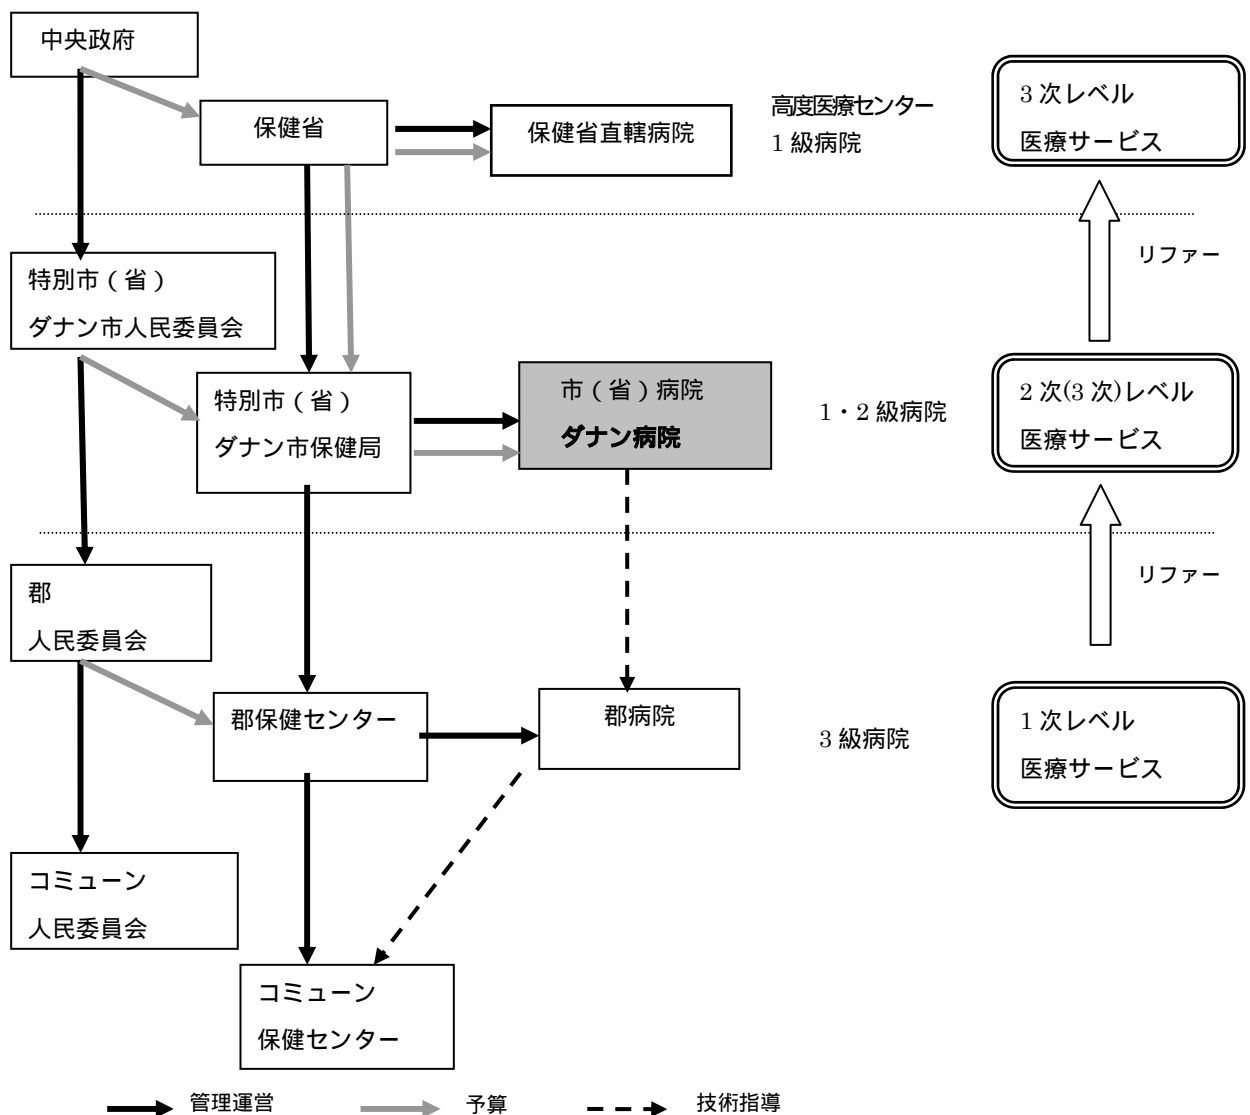 中央政府
保健省
保健省直轄病院
高度医療センター
1 級病院
3 次レベル
医療サービス
リファー
特別市（省）
ダナン市人民委員会
特別市（省）
ダナン市保健局
市（省）病院
ダナン病院
1・2 級病院
2 次(3 次)レベル
医療サービス
リファー
郡
人民委員会
郡保健センター
郡病院
3 級病院
1 次レベル
医療サービス
コミューン
人民委員会
コミューン
保健センター
管理運営
予算
技術指導